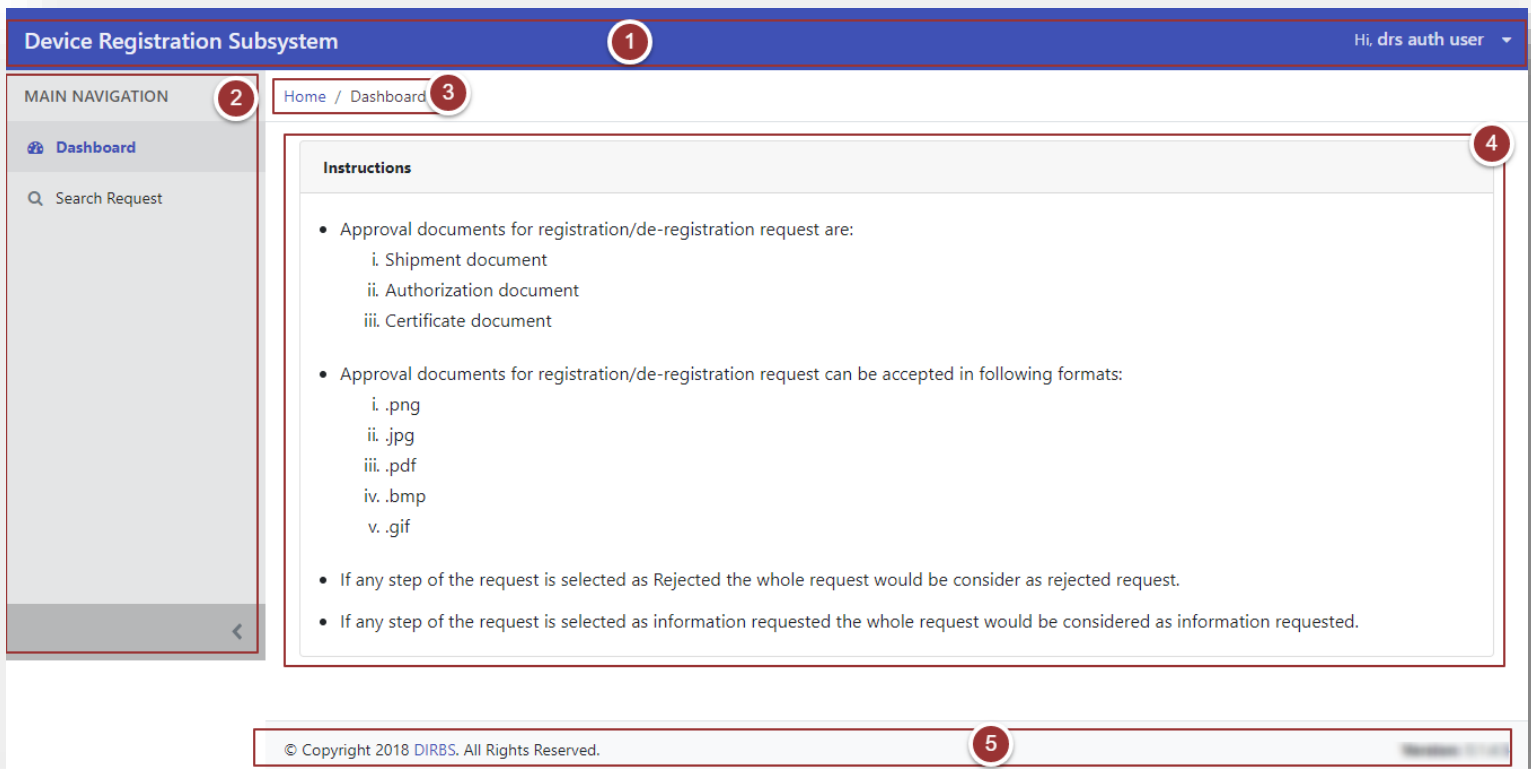 Device Registration Subsystem
1
Hi, drs auth user
MAIN NAVIGATION
2
Dashboard
Search Request
Home / Dashboard
3
4
Instructions
• Approval documents for registration/de-registration request are:
i. Shipment document
ii. Authorization document
iii. Certificate document
• Approval documents for registration/de-registration request can be accepted in following formats:
i. .png
ii. .jpg
iii. .pdf
iv. .bmp
v. .gif
• If any step of the request is selected as Rejected the whole request would be consider as rejected request.
• If any step of the request is selected as information requested the whole request would be considered as information requested.
© Copyright 2018 DIRBS. All Rights Reserved.
5